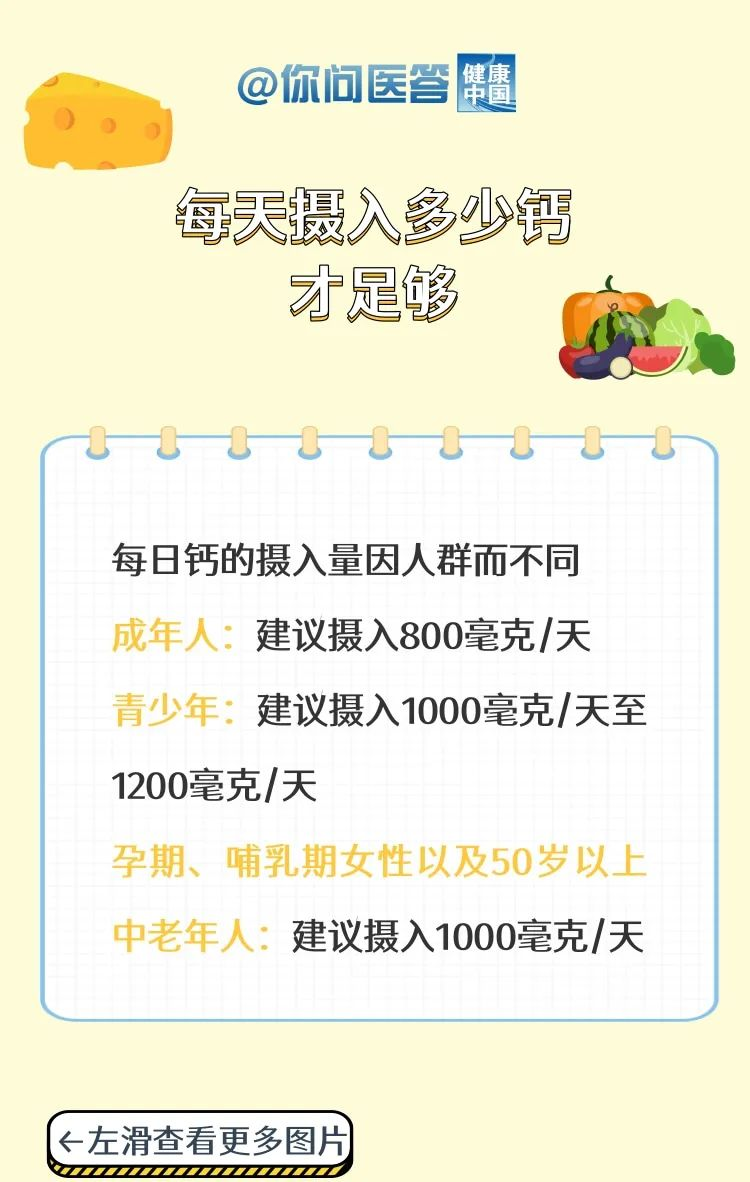 @你问医答 健康
中国
每天摄入多少钙
才足够
每日钙的摄入量因人群而不同
成年人：建议摄入800毫克/天
青少年：建议摄入1000毫克/天至
1200毫克/天
孕期、哺乳期女性以及50岁以上
中老年人：建议摄入1000毫克/天
←左滑查看更多图片